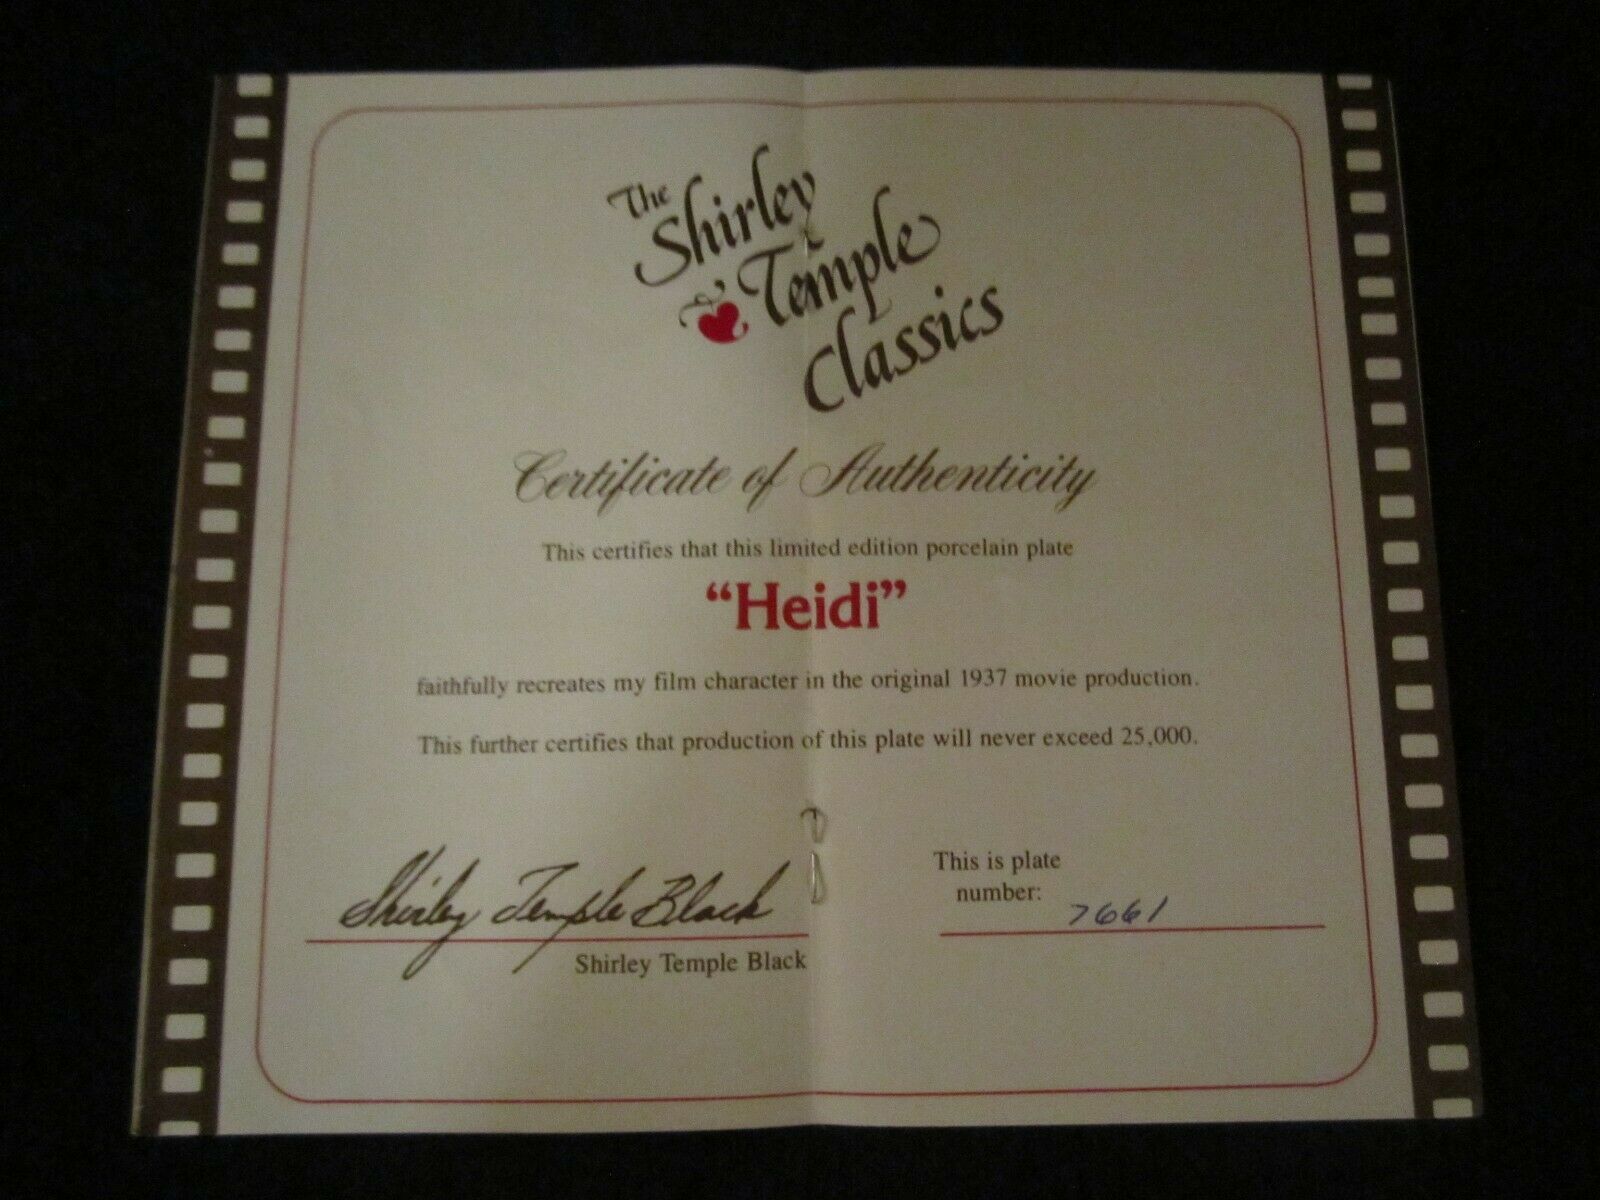 The
Shirley
Temple
Classics
Certificate of Authenticity
This certifies that this limited edition porcelain plate
“Heidi”
faithfully recreates my film character in the original 1937 movie production.
This further certifies that production of this plate will never exceed 25,000.
Shirley Temple Black
Shirley Temple Black
This is plate
number: 7661